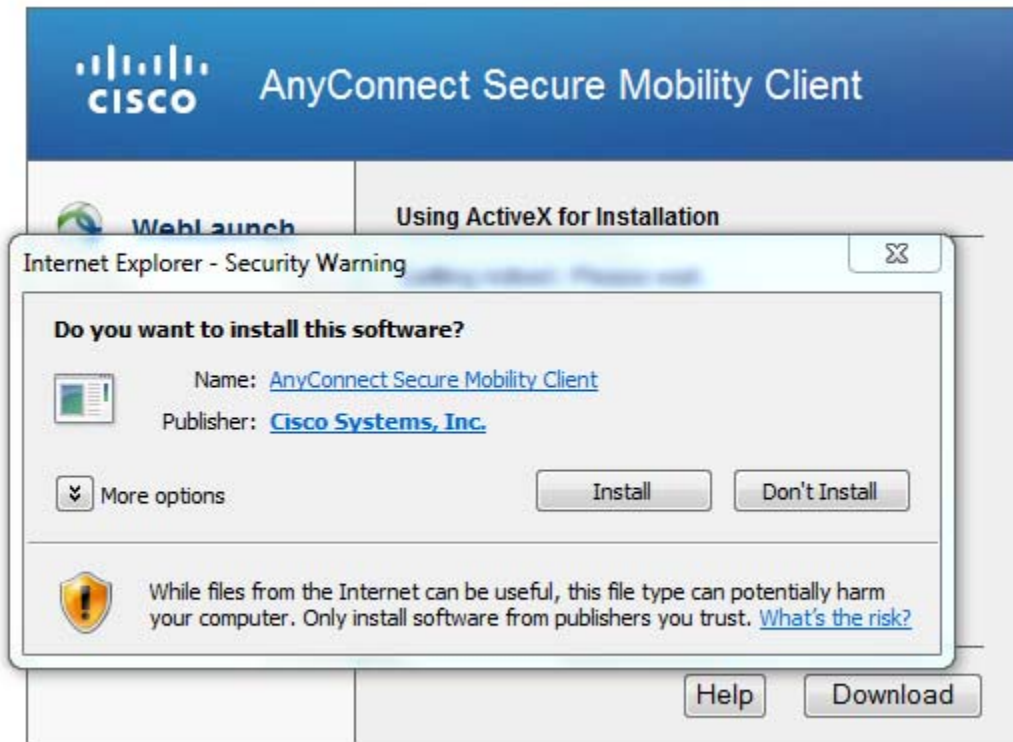 CISCO
AnyConnect Secure Mobility Client
WebLaunch
Using ActiveX for Installation
Internet Explorer - Security Warning
Do you want to install this software?
Name: AnyConnect Secure Mobility Client
Publisher: Cisco Systems, Inc.
More options
Install
Don't Install
While files from the Internet can be useful, this file type can potentially harm
your computer. Only install software from publishers you trust. What's the risk?
Help
Download